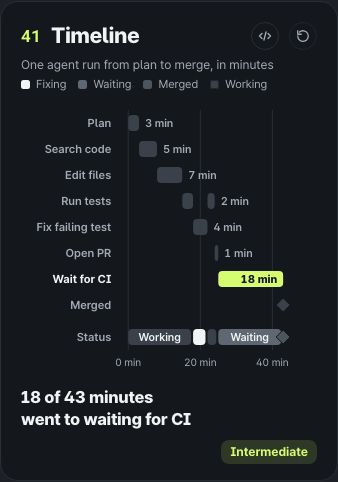 41 Timeline
One agent run from plan to merge, in minutes
Fixing Waiting Merged Working
Plan 3 min
Search code 5 min
Edit files 7 min
Run tests 2 min
Fix failing test 4 min
Open PR 1 min
Wait for CI 18 min
Merged
Status Working Waiting
0 min 20 min 40 min
18 of 43 minutes
went to waiting for CI
Intermediate